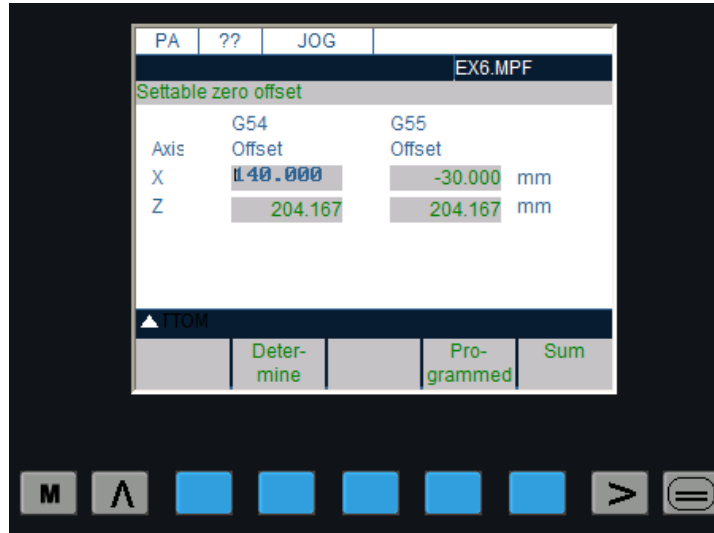 PA ?? JOG
EX6.MPF
Settable zero offset
G54 G55
Axis Offset Offset
X 140.000 -30.000 mm
Z 204.167 204.167 mm
TTOM
Deter- Pro- Sum
mine grammed
M Λ >